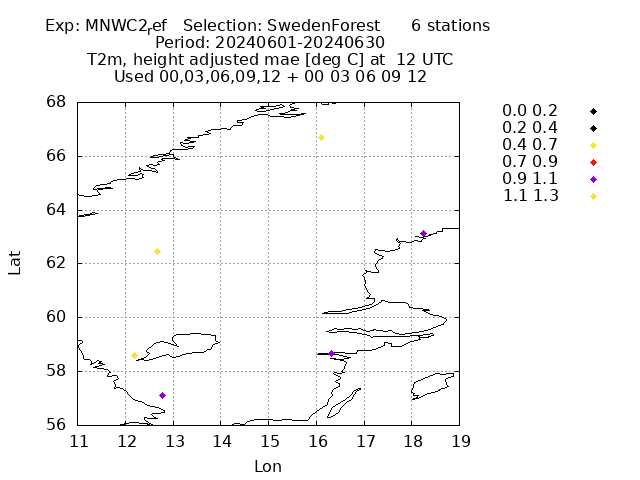 Exp: MNWC2ref Selection: SwedenForest 6 stations
Period: 20240601-20240630
T2m, height adjusted mae [deg C] at 12 UTC
Used 00,03,06,09,12 + 00 03 06 09 12
0.0 0.2
0.2 0.4
0.4 0.7
0.7 0.9
0.9 1.1
1.1 1.3
68
66
64
62
60
58
56
Lat
11 12 13 14 15 16 17 18 19
Lon